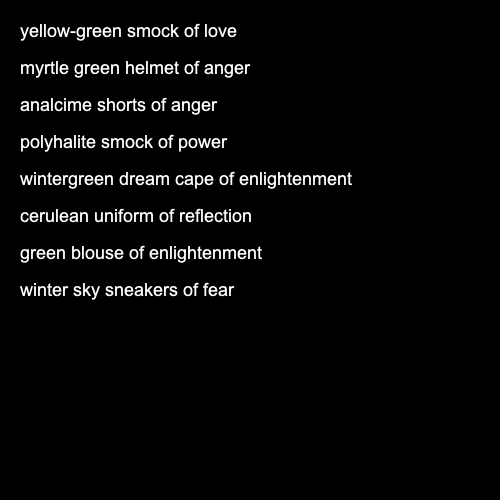 yellow-green smock of love
myrtle green helmet of anger
analcime shorts of anger
polyhalite smock of power
wintergreen dream cape of enlightenment
cerulean uniform of reflection
green blouse of enlightenment
winter sky sneakers of fear